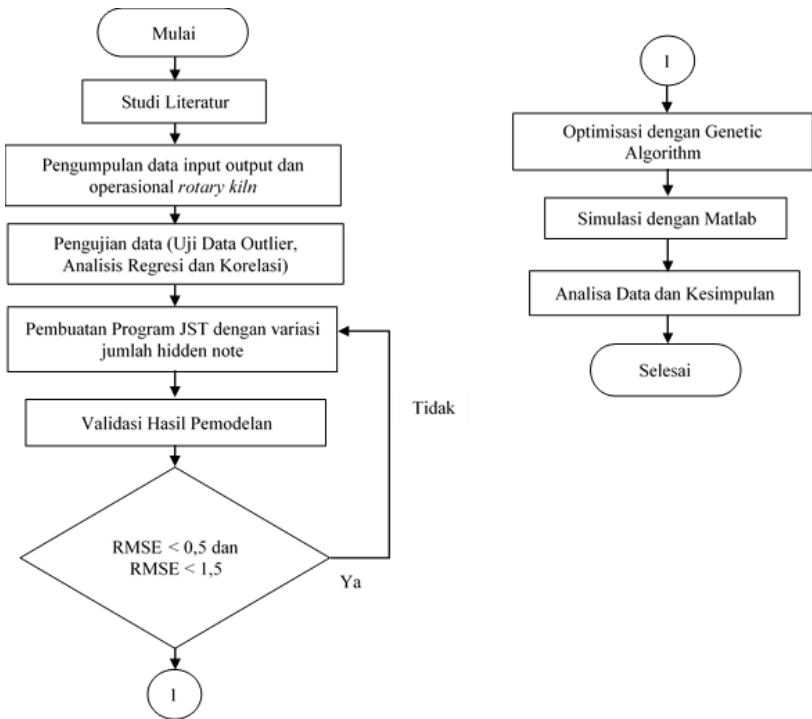 Mulai
Studi Literatur
Pengumpulan data input output dan
operasional rotary kiln
Pengujian data (Uji Data Outlier,
Analisis Regresi dan Korelasi)
Pembuatan Program JST dengan variasi
jumlah hidden note
Validasi Hasil Pemodelan
Tidak
RMSE < 0,5 dan
RMSE < 1,5
Ya
1
1
Optimisasi dengan Genetic
Algorithm
Simulasi dengan Matlab
Analisa Data dan Kesimpulan
Selesai